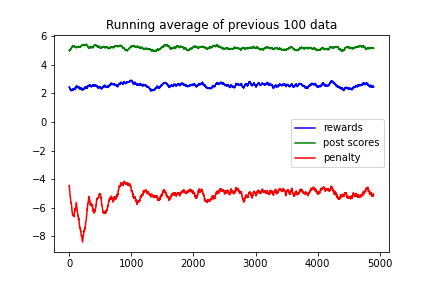 Running average of previous 100 data
6
4
2
0
−2
−4
−6
−8
rewards
post scores
penalty
0 1000 2000 3000 4000 5000